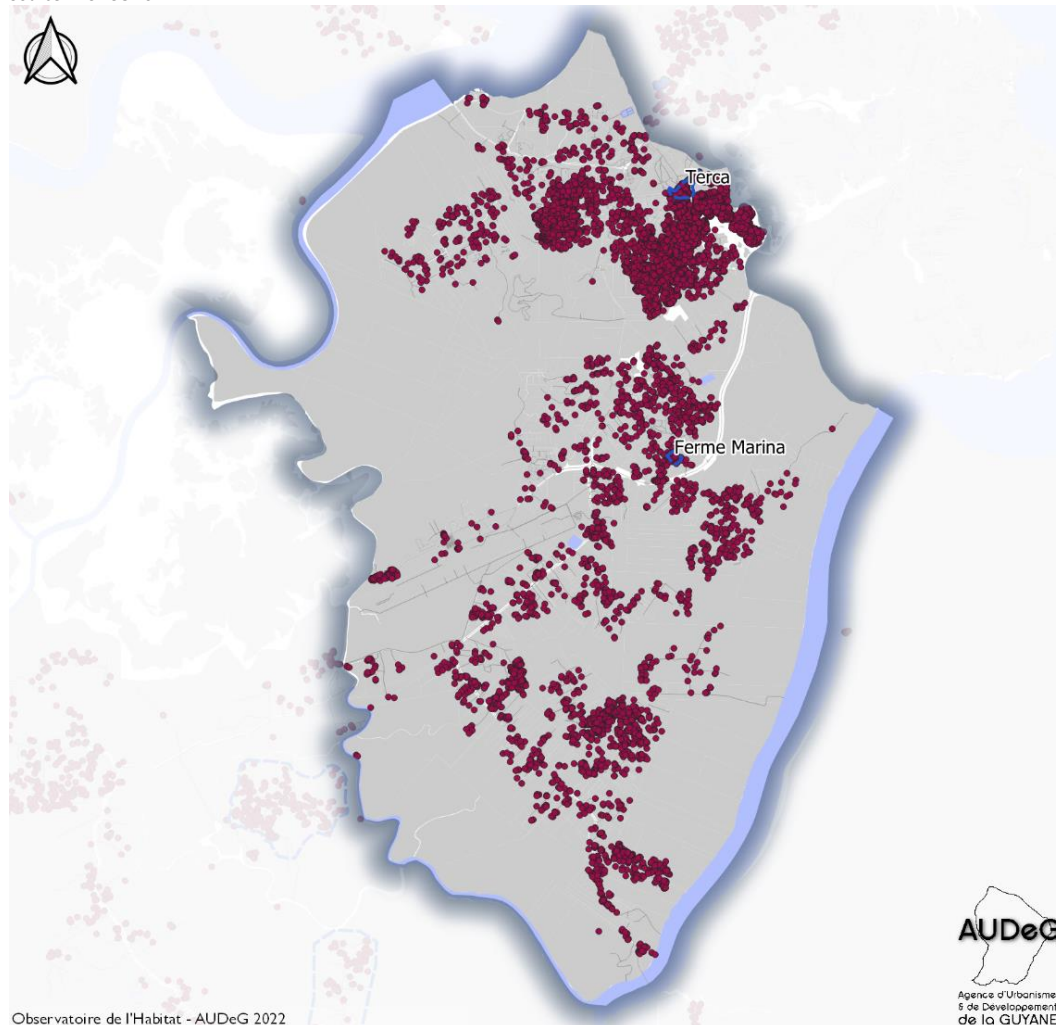 Terca
Ferme Marina
AUDeG
Agence d'Urbanisme
& de Développement
de la GUYANE
Observatoire de l'Habitat - AUDeG 2022